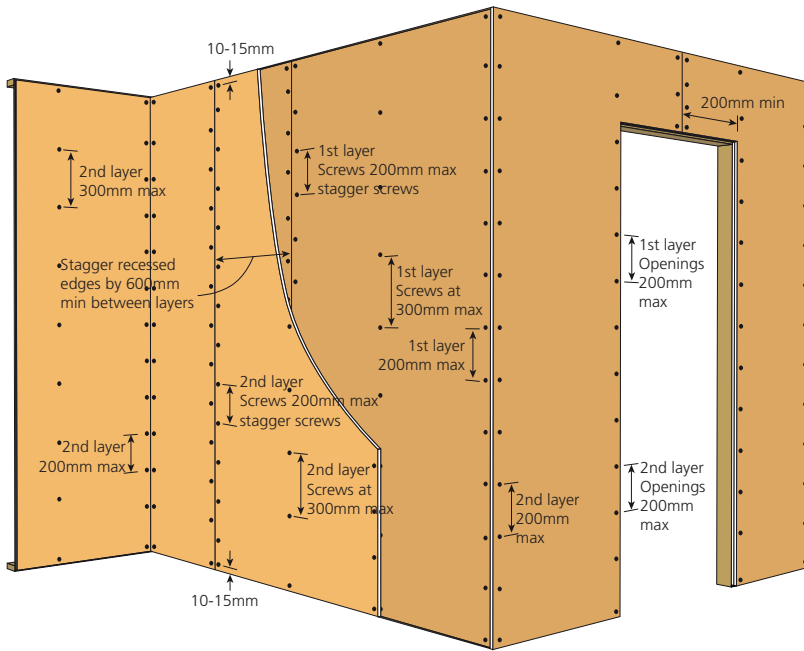 10-15mm
200mm min
1st layer
Screws 200mm max
stagger screws
2nd layer
300mm max
1st layer
Openings
200mm
max
Stagger recessed
edges by 600mm
min between layers
1st layer
Screws at
300mm max
1st layer
200mm max
2nd layer
Screws 200mm max
stagger screws
2nd layer
200mm max
2nd layer
Screws at
300mm max
2nd layer
200mm
max
2nd layer
Openings
200mm
max
10-15mm